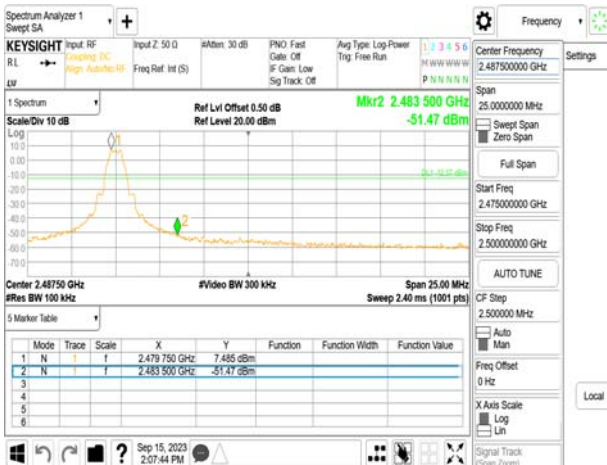 Spectrum Analyzer 1
Swept SA
+
Frequency
KEYSIGHT
Input: RF
Coupling: DC
Align: Auto/No RF
Input Z: 50 Ω
Freq Ref: Int (S)
#Atten: 30 dB
PNO: Fast
Gate: Off
IF Gain: Low
Sig Track: Off
Avg Type: Log-Power
Trig: Free Run
1 2 3 4 5 6
M W W W W W
P N N N N N
RL
LW
Center Frequency
2.487500000 GHz
Settings
1 Spectrum
Scale/Div 10 dB
Ref Lvl Offset 0.50 dB
Ref Level 20.00 dBm
Mkr2 2.483 500 GHz
-51.47 dBm
Span
25.0000000 MHz
Swept Span
Zero Span
Full Span
Start Freq
2.475000000 GHz
Stop Freq
2.500000000 GHz
AUTO TUNE
CF Step
2.500000 MHz
Auto
Man
Freq Offset
0 Hz
X Axis Scale
Log
Lin
Signal Track
(Span Zoom)
Local
Log
10.0
0.00
-10.0
-20.0
-30.0
-40.0
-50.0
-60.0
-70.0
1
2
Center 2.48750 GHz
#Res BW 100 kHz
#Video BW 300 kHz
Span 25.00 MHz
Sweep 2.40 ms (1001 pts)
5 Marker Table
Mode Trace Scale X Y Function Function Width Function Value
1 N 1 f 2.479 750 GHz 7.485 dBm
2 N 1 f 2.483 500 GHz -51.47 dBm
3
4
5
6
?
Sep 15, 2023
2:07:44 PM